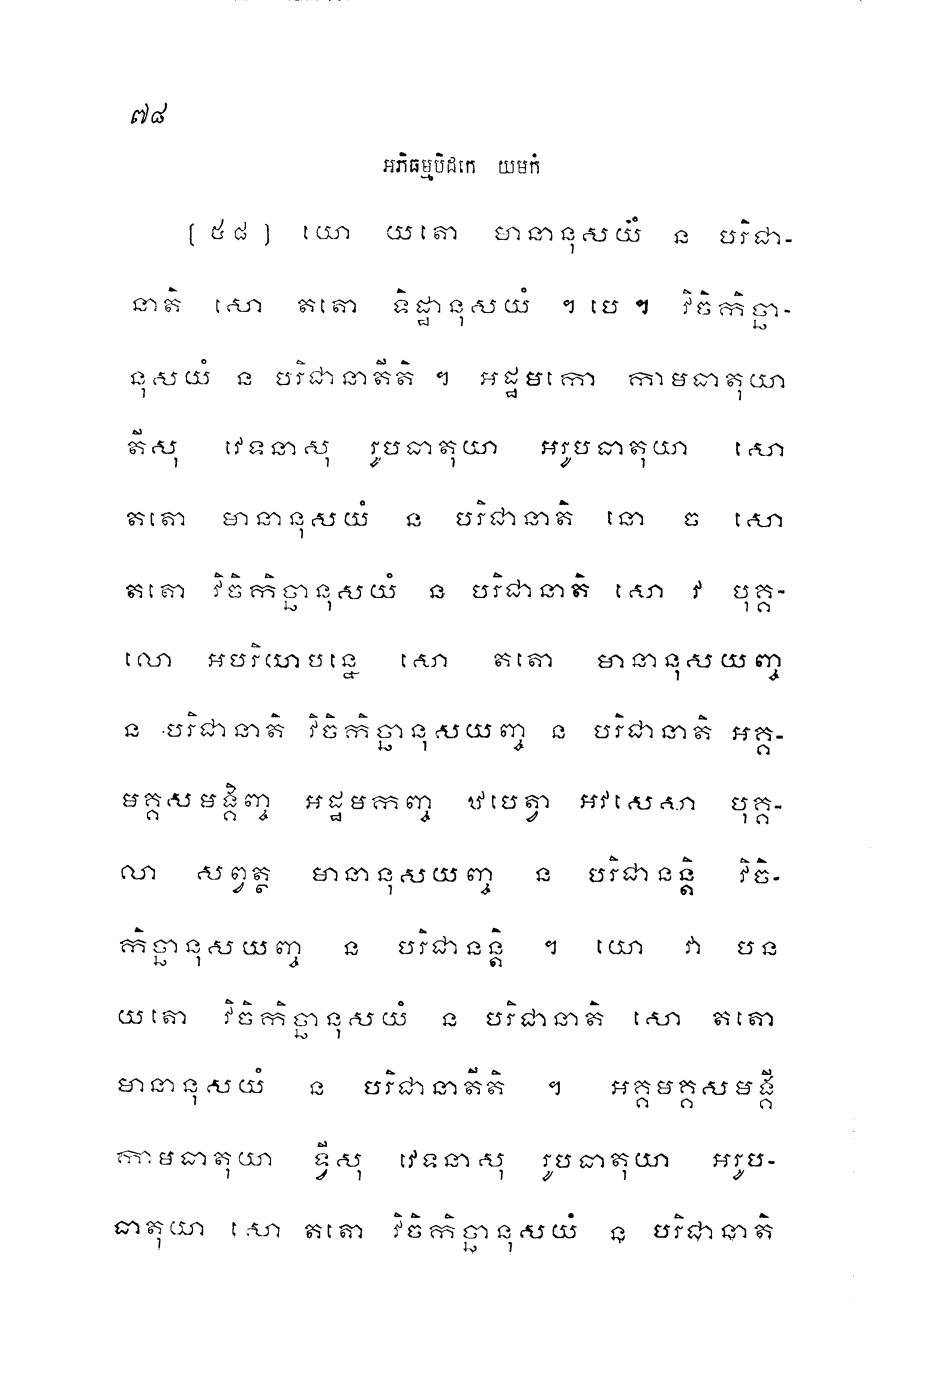 ៧៨
អភិធម្មបិដកេ យមកំ
[ ៥៨ ] យោ យតោ មានានុសយំ ន បរិជា-
នាតិ សោ តតោ ទិដ្ឋានុសយំ ។ បេ ។ វិចិកិច្ឆា-
នុសយំ ន បរិជានាតីតិ ។ អដ្ឋមកោ កាមធាតុយា
តីសុ វេទនាសុ រូបធាតុយា អរូបធាតុយា សោ
តតោ មានានុសយំ ន បរិជានាតិ នោ ច សោ
តតោ វិចិកិច្ឆានុសយំ ន បរិជានាតិ សោ វ បុគ្គ-
លោ អបរិយាបន្នេ សោ តតោ មានានុសយញ្ច
ន បរិជានាតិ វិចិកិច្ឆានុសយញ្ច ន បរិជានាតិ អគ្គ-
មគ្គសមង្គិញ្ច អដ្ឋមកញ្ច ឋបេត្វា អវសេសា បុគ្គ-
លា សព្វត្ថ មានានុសយញ្ច ន បរិជានន្តិ វិចិ-
កិច្ឆានុសយញ្ច ន បរិជានន្តិ ។ យោ វា បន
យតោ វិចិកិច្ឆានុសយំ ន បរិជានាតិ សោ តតោ
មានានុសយំ ន បរិជានាតីតិ ។ អគ្គមគ្គសមង្គី
កាមធាតុយា ទ្វីសុ វេទនាសុ រូបធាតុយា អរូប-
ធាតុយា សោ តតោ វិចិកិច្ឆានុសយំ ន បរិជានាតិ